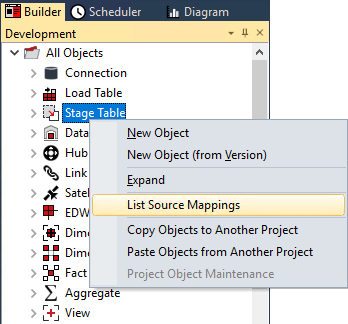 Builder Scheduler Diagram
Development
All Objects
Connection
Load Table
Stage Table
Data
Hub
Link
Satel
EDW
Dime
Dime
Fact
Aggregate
View
New Object
New Object (from Version)
Expand
List Source Mappings
Copy Objects to Another Project
Paste Objects from Another Project
Project Object Maintenance